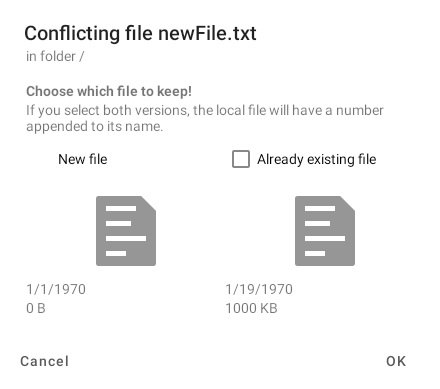 Conflicting file newFile.txt
in folder /
Choose which file to keep!
If you select both versions, the local file will have a number
appended to its name.
New file
Already existing file
1/1/1970
0 B
1/19/1970
1000 KB
Cancel
OK